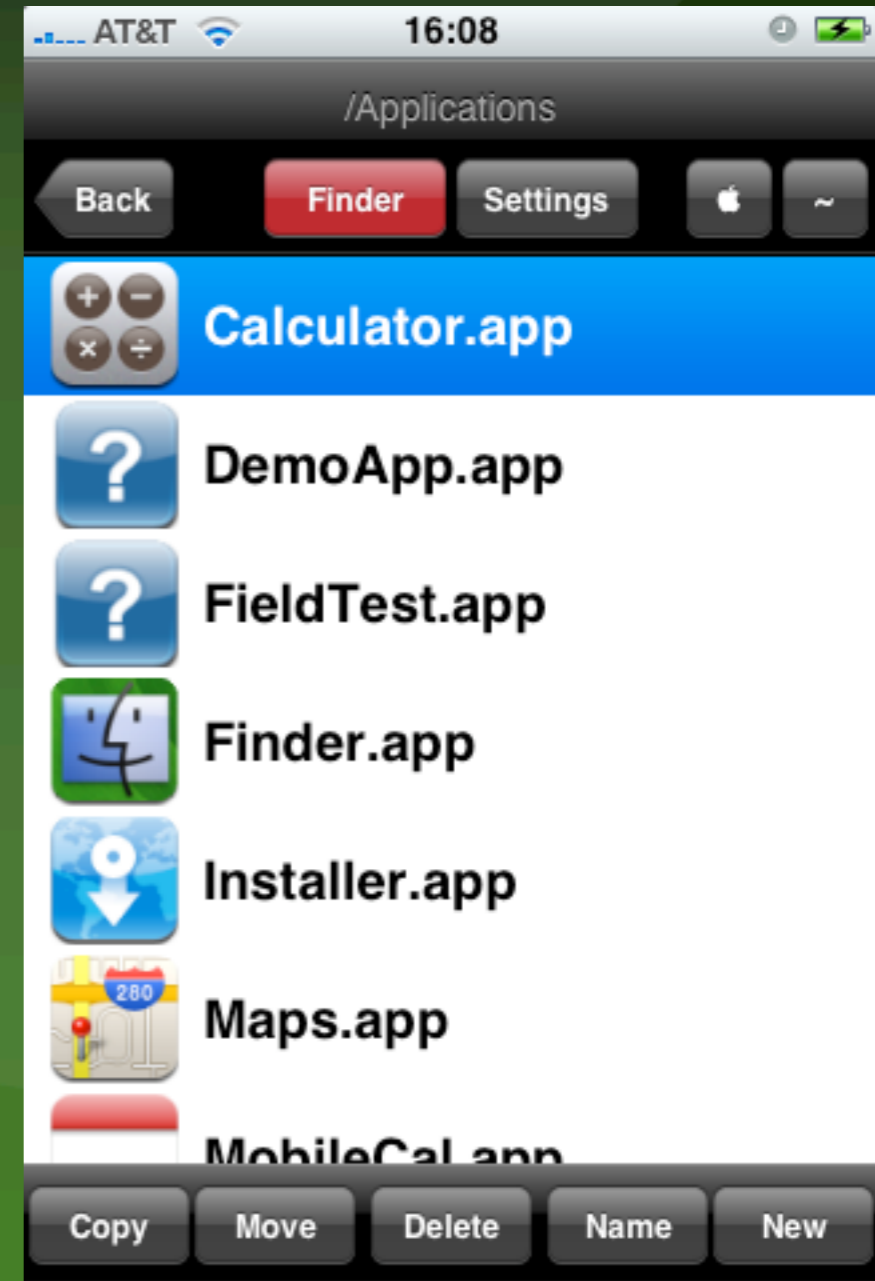 AT&T 16:08
/Applications
Back Finder Settings ~
Calculator.app
DemoApp.app
FieldTest.app
Finder.app
Installer.app
280
Maps.app
MobileCal.app
Copy Move Delete Name New